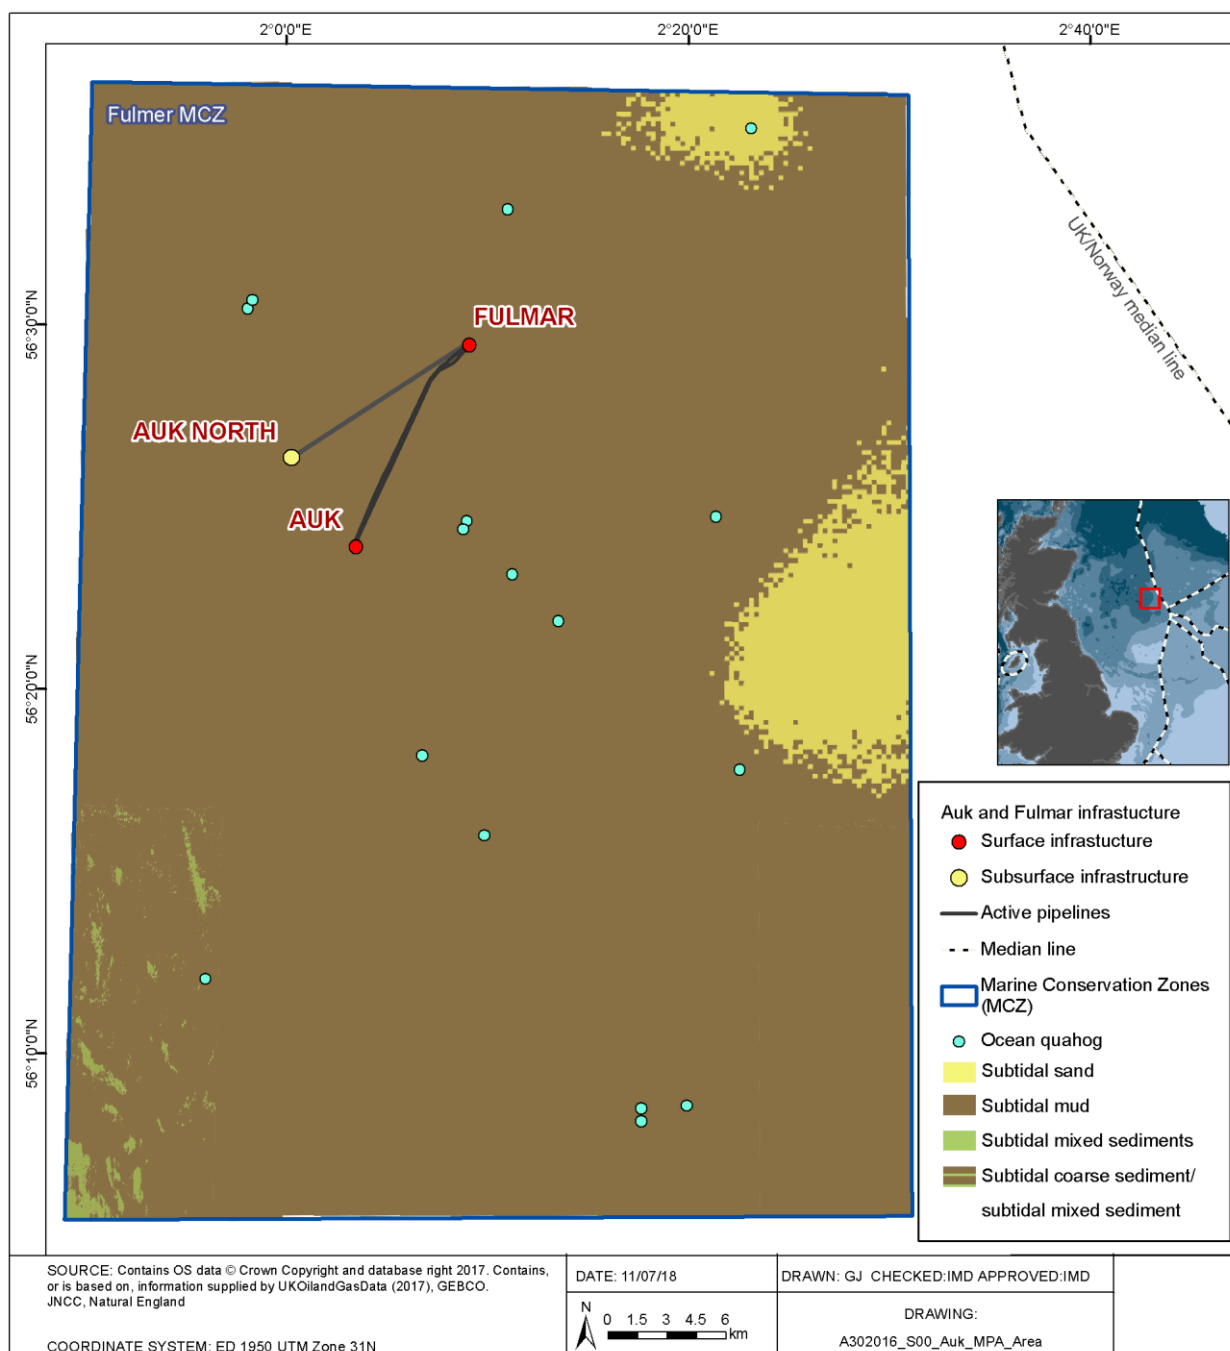 2°0'0"E
2°20'0"E
2°40'0"E
Fulmer MCZ
UK/Norway median line
56°30'0"N
FULMAR
AUK NORTH
AUK
56°20'0"N
56°10'0"N
Auk and Fulmar infrastucture
Surface infrastucture
Subsurface infrastructure
Active pipelines
Median line
Marine Conservation Zones
(MCZ)
Ocean quahog
Subtidal sand
Subtidal mud
Subtidal mixed sediments
Subtidal coarse sediment/
subtidal mixed sediment
SOURCE: Contains OS data © Crown Copyright and database right 2017. Contains,
or is based on, information supplied by UKOilandGasData (2017), GEBCO.
JNCC, Natural England
COORDINATE SYSTEM: ED 1950 UTM Zone 31N
DATE: 11/07/18
N
0 1.5 3 4.5 6
km
DRAWN: GJ CHECKED:IMD APPROVED:IMD
DRAWING:
A302016_S00_Auk_MPA_Area